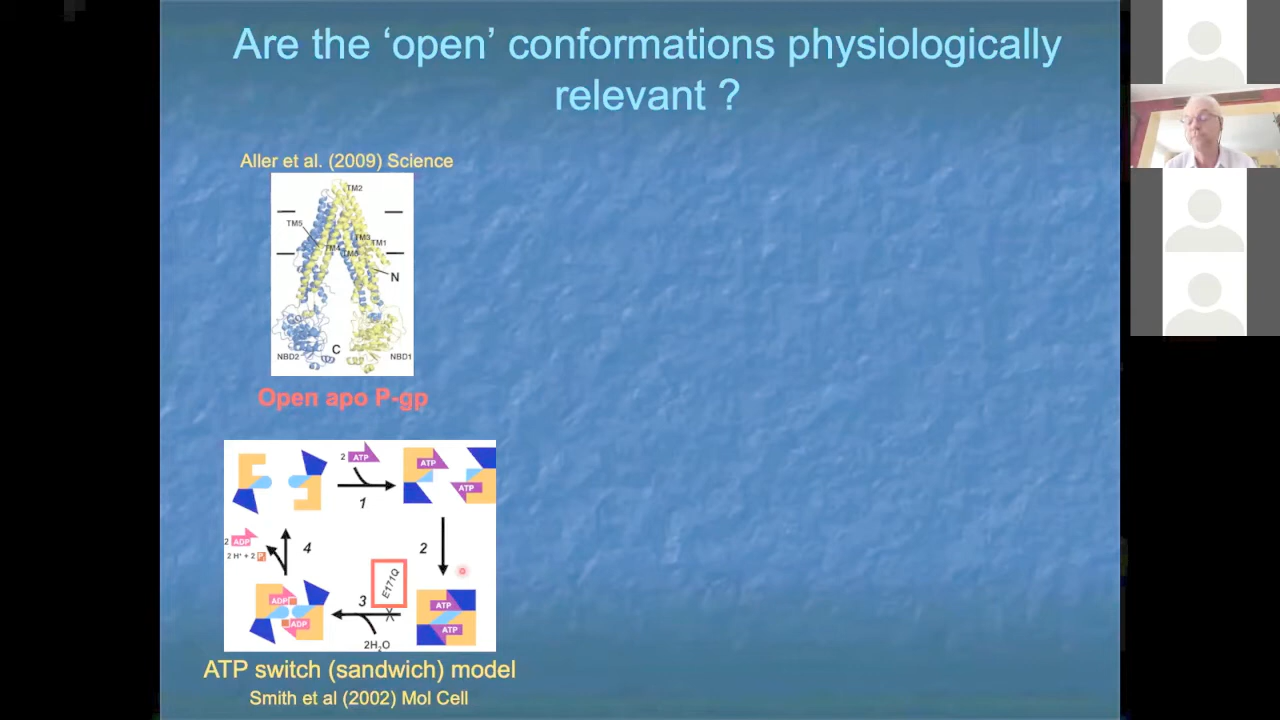 Are the ‘open’ conformations physiologically
relevant ?
Aller et al. (2009) Science
TM2
TM5
TM3
TM1
TM4
TM6
N
C
NBD2
NBD1
Open apo P-gp
2 ATP
1
ATP
ATP
2 ADP
2 H⁺ + 2 Pi
4
2
E171Q
3
ADP
ADP
ATP
ATP
2H₂O
ATP switch (sandwich) model
Smith et al (2002) Mol Cell